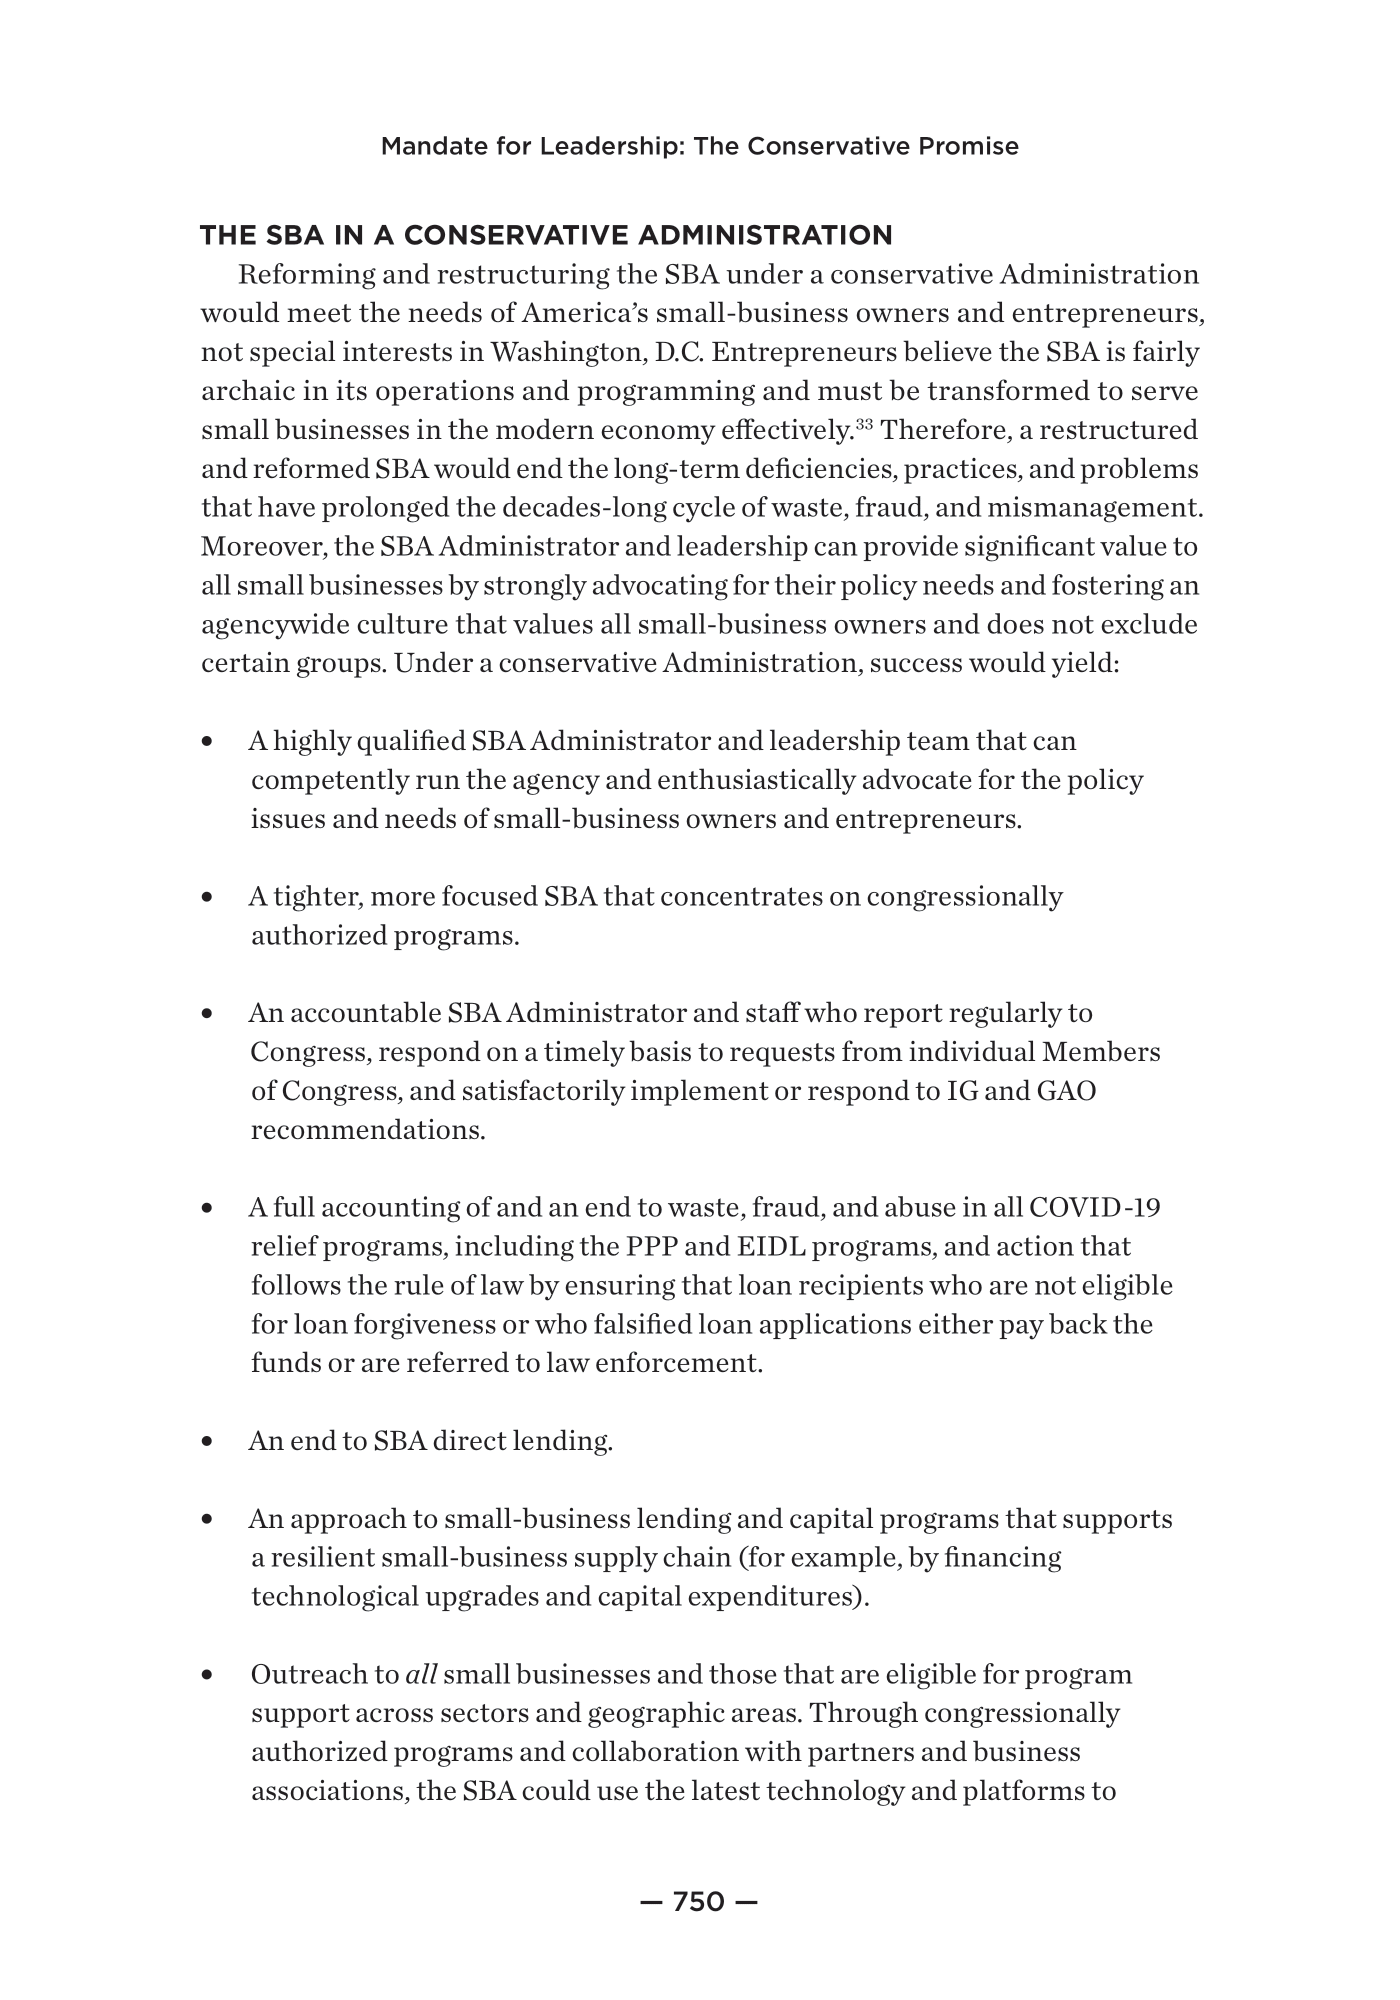 Mandate for Leadership: The Conservative Promise
THE SBA IN A CONSERVATIVE ADMINISTRATION
Reforming and restructuring the SBA under a conservative Administration
would meet the needs of America’s small-business owners and entrepreneurs,
not special interests in Washington, D.C. Entrepreneurs believe the SBA is fairly
archaic in its operations and programming and must be transformed to serve
small businesses in the modern economy effectively.³³ Therefore, a restructured
and reformed SBA would end the long-term deficiencies, practices, and problems
that have prolonged the decades-long cycle of waste, fraud, and mismanagement.
Moreover, the SBA Administrator and leadership can provide significant value to
all small businesses by strongly advocating for their policy needs and fostering an
agencywide culture that values all small-business owners and does not exclude
certain groups. Under a conservative Administration, success would yield:
• A highly qualified SBA Administrator and leadership team that can
competently run the agency and enthusiastically advocate for the policy
issues and needs of small-business owners and entrepreneurs.
• A tighter, more focused SBA that concentrates on congressionally
authorized programs.
• An accountable SBA Administrator and staff who report regularly to
Congress, respond on a timely basis to requests from individual Members
of Congress, and satisfactorily implement or respond to IG and GAO
recommendations.
• A full accounting of and an end to waste, fraud, and abuse in all COVID-19
relief programs, including the PPP and EIDL programs, and action that
follows the rule of law by ensuring that loan recipients who are not eligible
for loan forgiveness or who falsified loan applications either pay back the
funds or are referred to law enforcement.
• An end to SBA direct lending.
• An approach to small-business lending and capital programs that supports
a resilient small-business supply chain (for example, by financing
technological upgrades and capital expenditures).
• Outreach to all small businesses and those that are eligible for program
support across sectors and geographic areas. Through congressionally
authorized programs and collaboration with partners and business
associations, the SBA could use the latest technology and platforms to
— 750 —